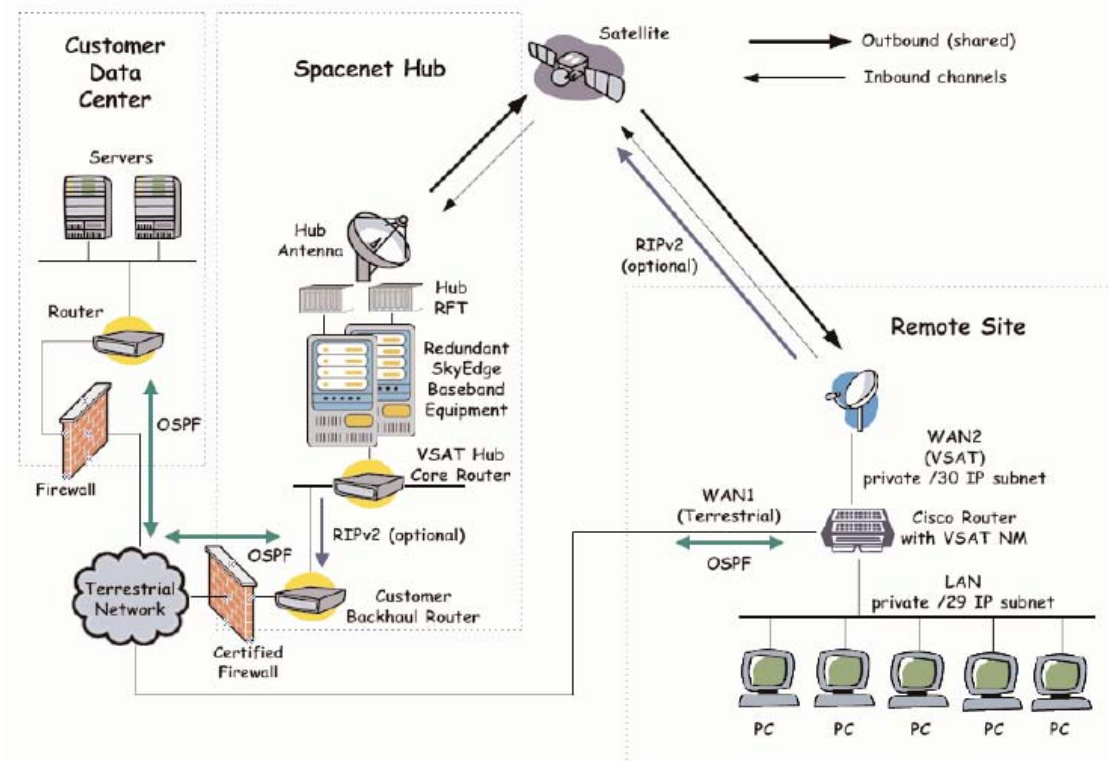 Customer
Data
Center
Servers
Router
OSPF
Firewall
Terrestrial
Network
Certified
Firewall
Spacenet Hub
Hub
Antenna
Hub
RFT
Redundant
SkyEdge
Baseband
Equipment
VSAT Hub
Core Router
RIPv2 (optional)
OSPF
Customer
Backhaul Router
Satellite
Outbound (shared)
Inbound channels
RIPv2
(optional)
Remote Site
WAN2
(VSAT)
private /30 IP subnet
WAN1
(Terrestrial)
OSPF
Cisco Router
with VSAT NM
LAN
private /29 IP subnet
PC
PC
PC
PC
PC